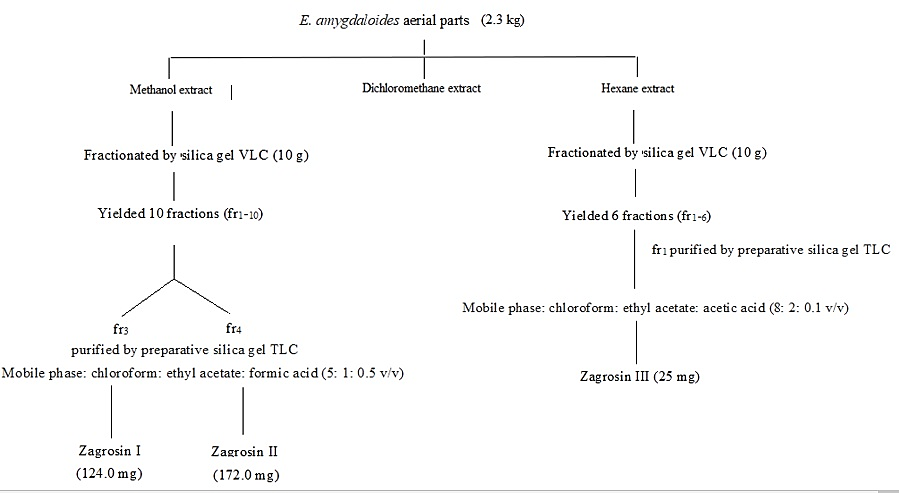 E. amygdaloides aerial parts (2.3 kg)
Methanol extract
Dichloromethane extract
Hexane extract
Fractionated by silica gel VLC (10 g)
Fractionated by silica gel VLC (10 g)
Yielded 10 fractions (fr1-10)
Yielded 6 fractions (fr1-6)
fr1 purified by preparative silica gel TLC
Mobile phase: chloroform: ethyl acetate: acetic acid (8: 2: 0.1 v/v)
fr3
fr4
purified by preparative silica gel TLC
Mobile phase: chloroform: ethyl acetate: formic acid (5: 1: 0.5 v/v)
Zagrosin III (25 mg)
Zagrosin I
(124.0 mg)
Zagrosin II
(172.0 mg)